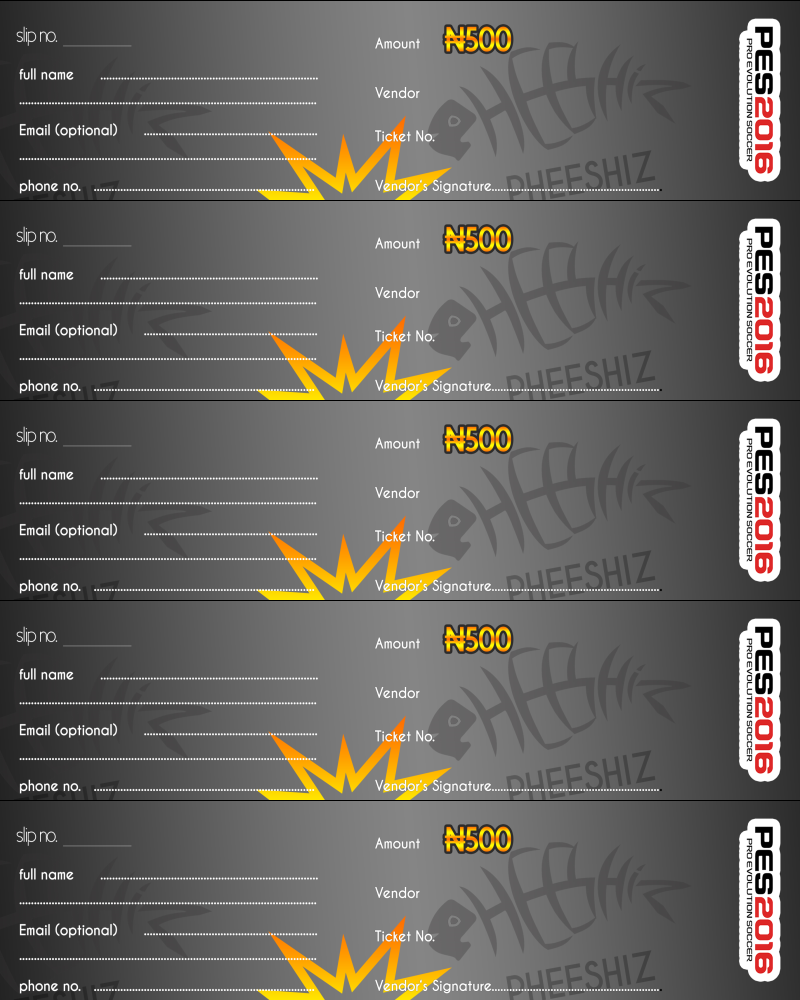 slip no. ________
Amount ₦500
full name
Vendor
Email (optional)
Ticket No.
phone no.
Vendor's Signature
PHEESHIZ
PHEESHIZ
PES2016
PRO EVOLUTION SOCCER
slip no. ________
Amount ₦500
full name
Vendor
Email (optional)
Ticket No.
phone no.
Vendor's Signature
PHEESHIZ
PHEESHIZ
PES2016
PRO EVOLUTION SOCCER
slip no. ________
Amount ₦500
full name
Vendor
Email (optional)
Ticket No.
phone no.
Vendor's Signature
PHEESHIZ
PHEESHIZ
PES2016
PRO EVOLUTION SOCCER
slip no. ________
Amount ₦500
full name
Vendor
Email (optional)
Ticket No.
phone no.
Vendor's Signature
PHEESHIZ
PHEESHIZ
PES2016
PRO EVOLUTION SOCCER
slip no. ________
Amount ₦500
full name
Vendor
Email (optional)
Ticket No.
phone no.
Vendor's Signature
PHEESHIZ
PHEESHIZ
PES2016
PRO EVOLUTION SOCCER